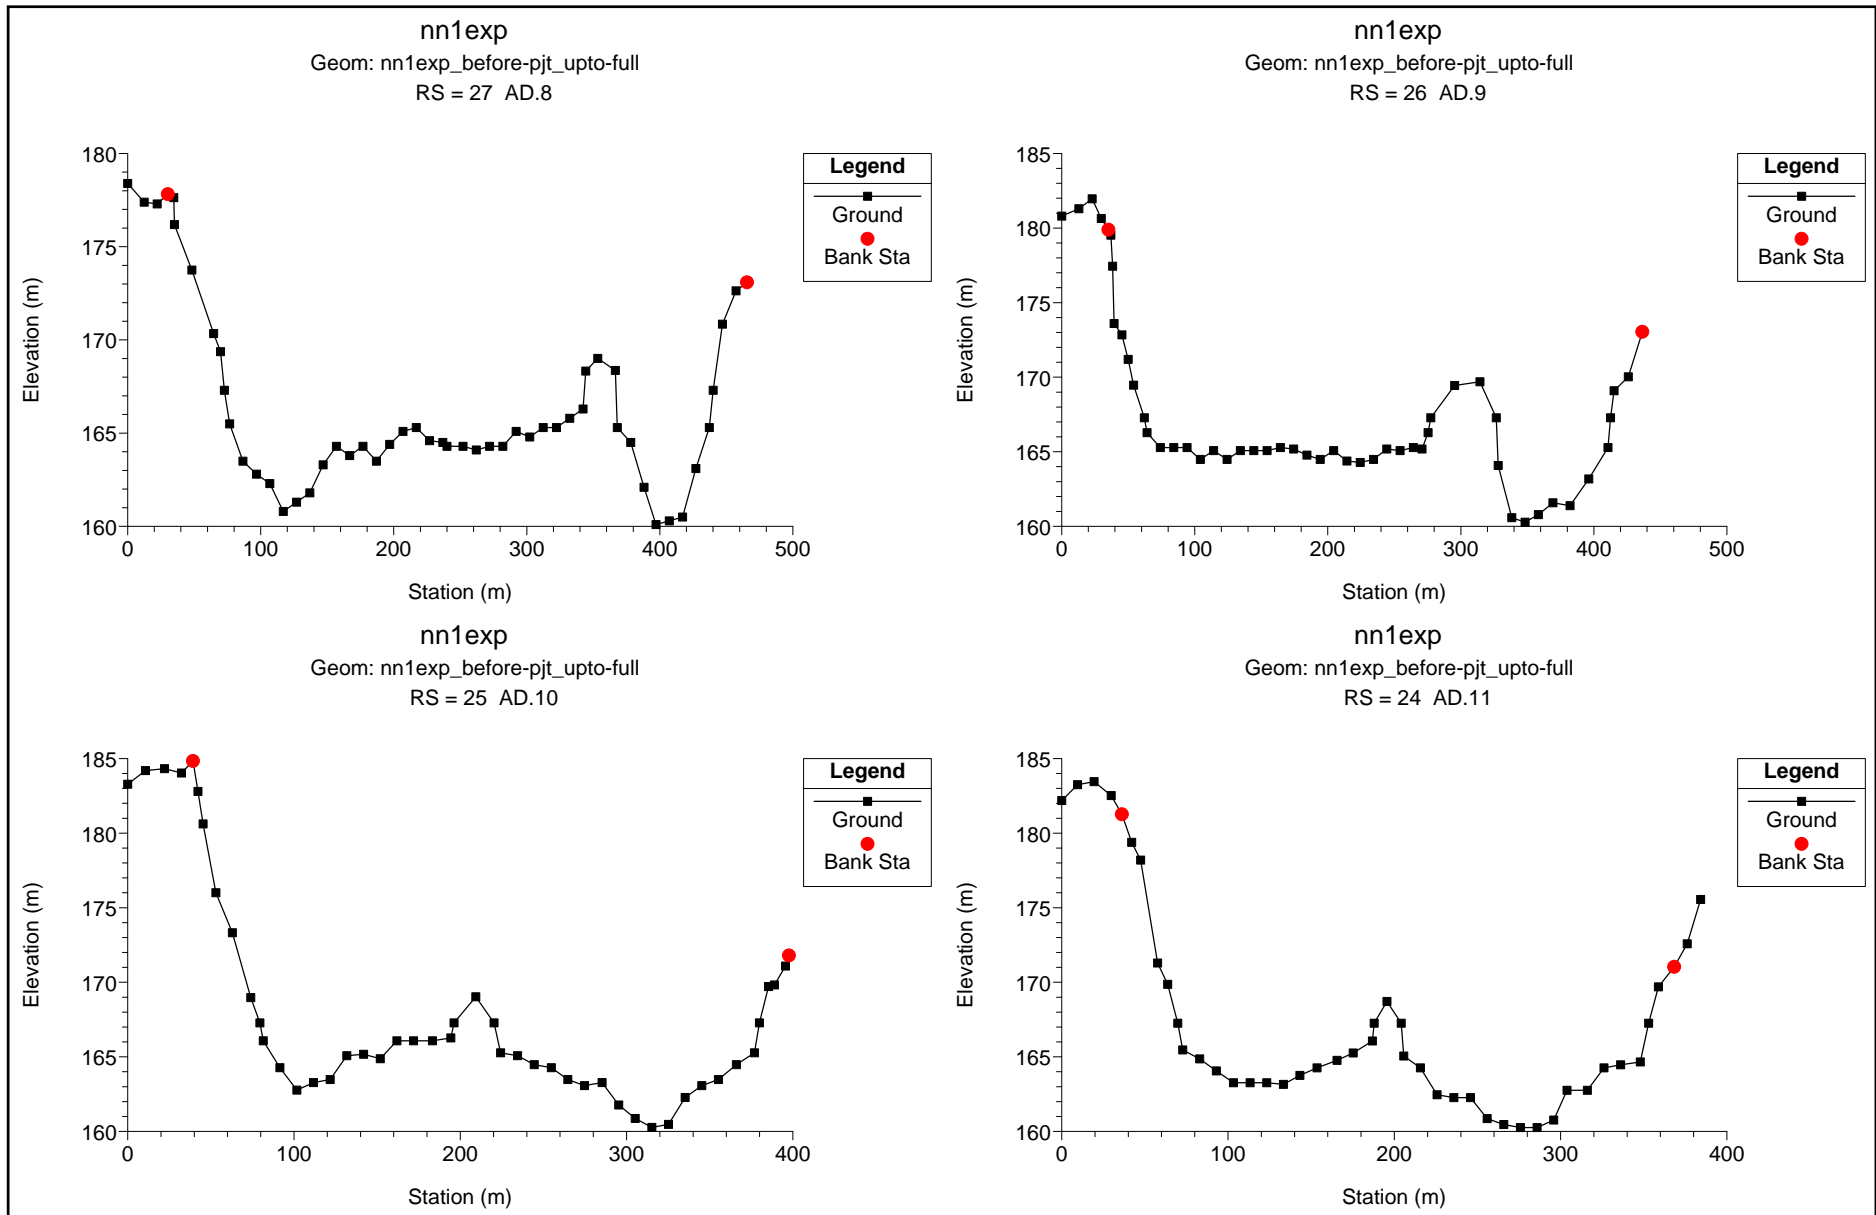 nn1exp
Geom: nn1exp_before-pjt_upto-full
RS = 27 AD.8
180
175
170
165
160
Elevation (m)
0 100 200 300 400 500
Station (m)
Legend
Ground
Bank Sta
nn1exp
Geom: nn1exp_before-pjt_upto-full
RS = 26 AD.9
185
180
175
170
165
160
Elevation (m)
0 100 200 300 400 500
Station (m)
Legend
Ground
Bank Sta
nn1exp
Geom: nn1exp_before-pjt_upto-full
RS = 25 AD.10
185
180
175
170
165
160
Elevation (m)
0 100 200 300 400
Station (m)
Legend
Ground
Bank Sta
nn1exp
Geom: nn1exp_before-pjt_upto-full
RS = 24 AD.11
185
180
175
170
165
160
Elevation (m)
0 100 200 300 400
Station (m)
Legend
Ground
Bank Sta